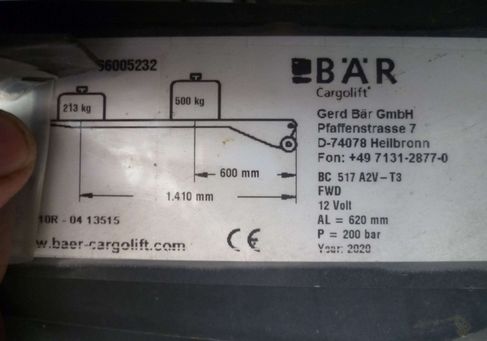 66005232
BÄR
Cargolift®
213 kg
500 kg
600 mm
1.410 mm
10R - 04 13515
w.baer-cargolift.com
CE
Gerd Bär GmbH
Pfaffenstrasse 7
D-74078 Heilbronn
Fon: +49 7131-2877-0
BC 517 A2V-T3
FWD
12 Volt
AL = 620 mm
P = 200 bar
Year: 2020